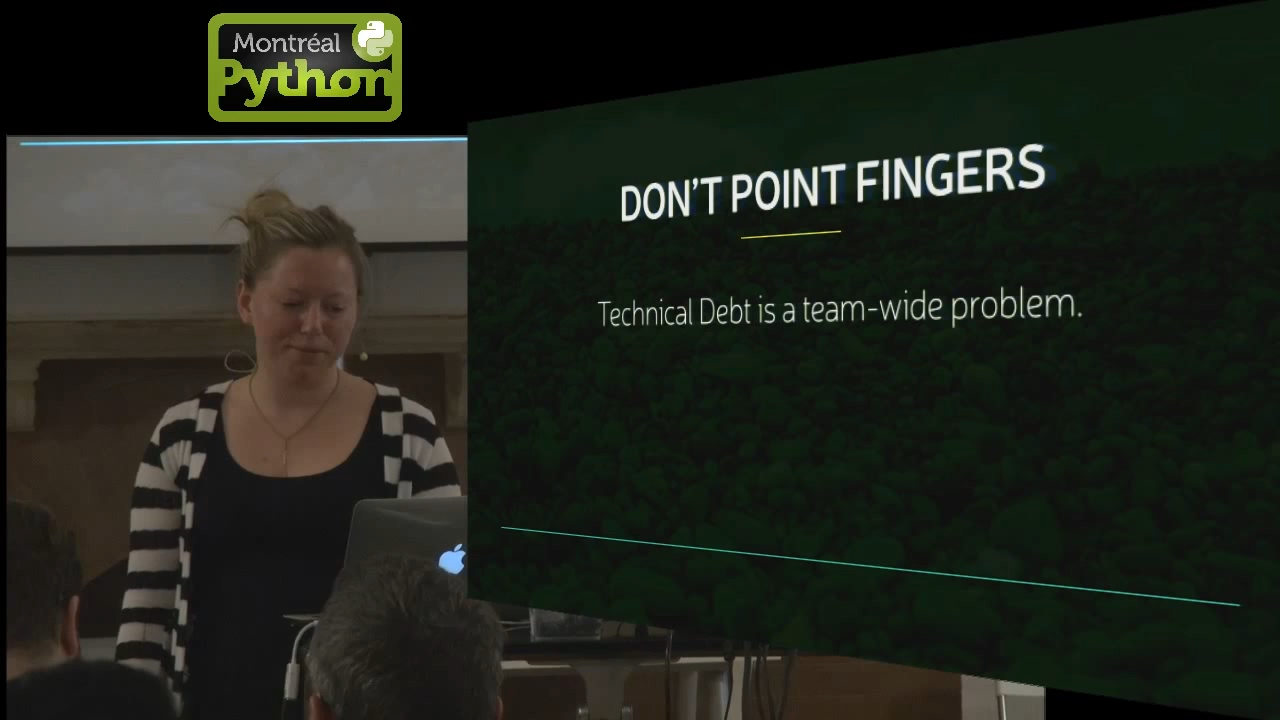 Montréal
Python
DON'T POINT FINGERS
Technical Debt is a team-wide problem.